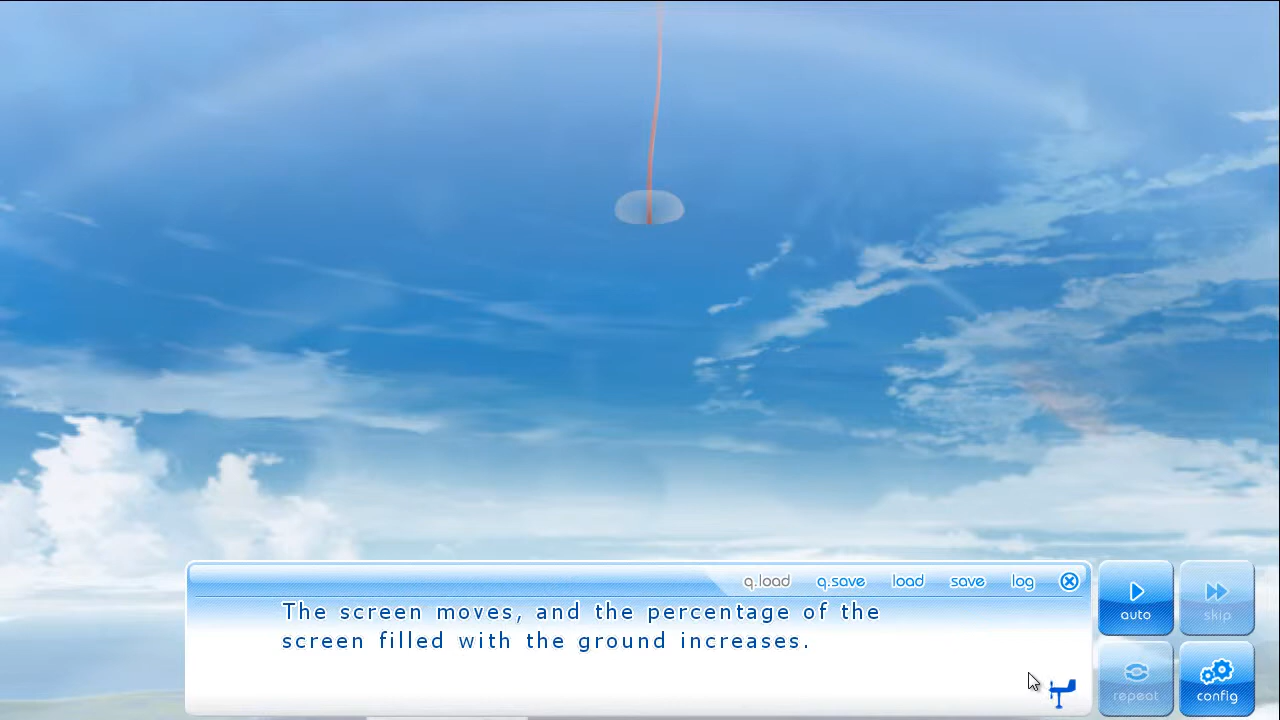 q.load q.save load save log
The screen moves, and the percentage of the
screen filled with the ground increases.
auto skip
repeat config